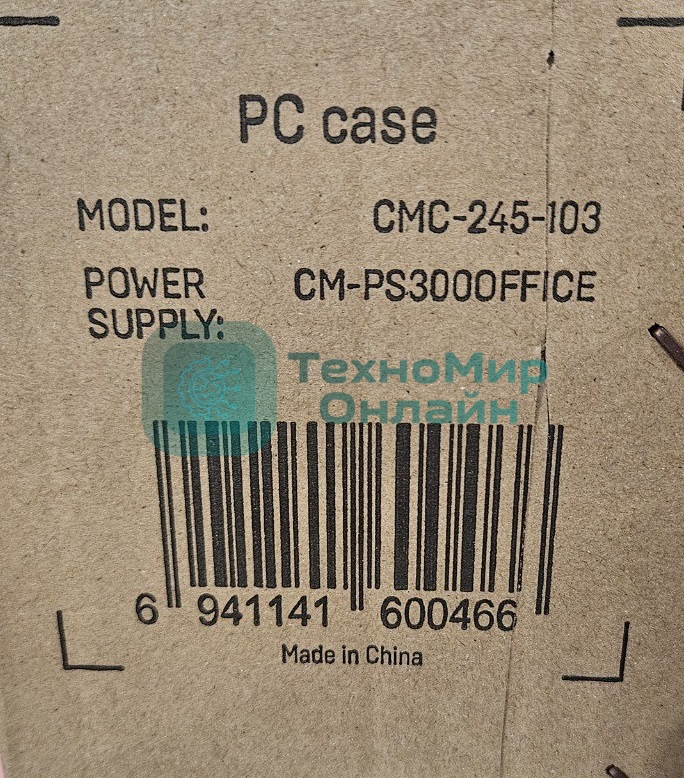 PC case
MODEL: CMC-245-103
POWER SUPPLY: CM-PS300OFFICE
ТехноМир
Онлайн
6 941141 600466
Made in China